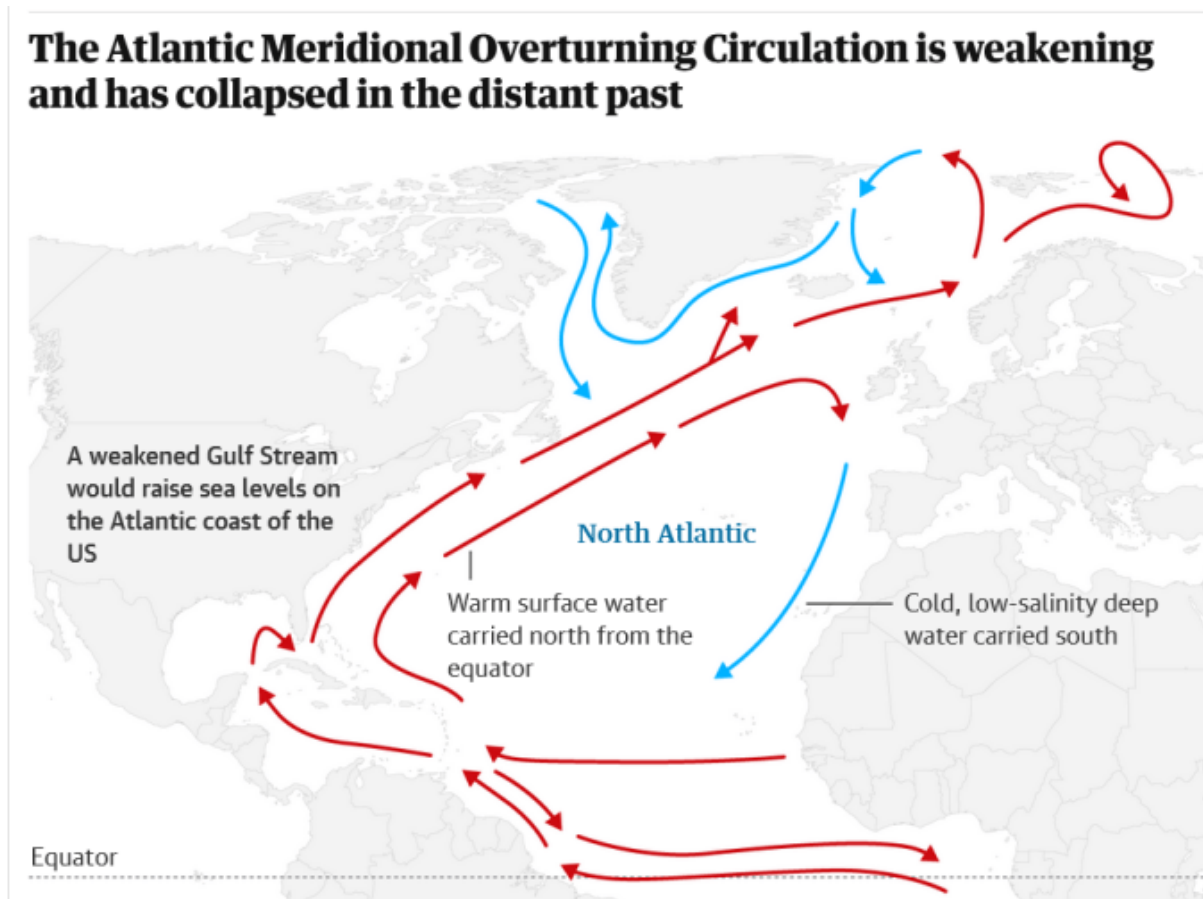 The Atlantic Meridional Overturning Circulation is weakening
and has collapsed in the distant past
A weakened Gulf Stream
would raise sea levels on
the Atlantic coast of the
US
North Atlantic
Warm surface water
carried north from the
equator
Cold, low-salinity deep
water carried south
Equator